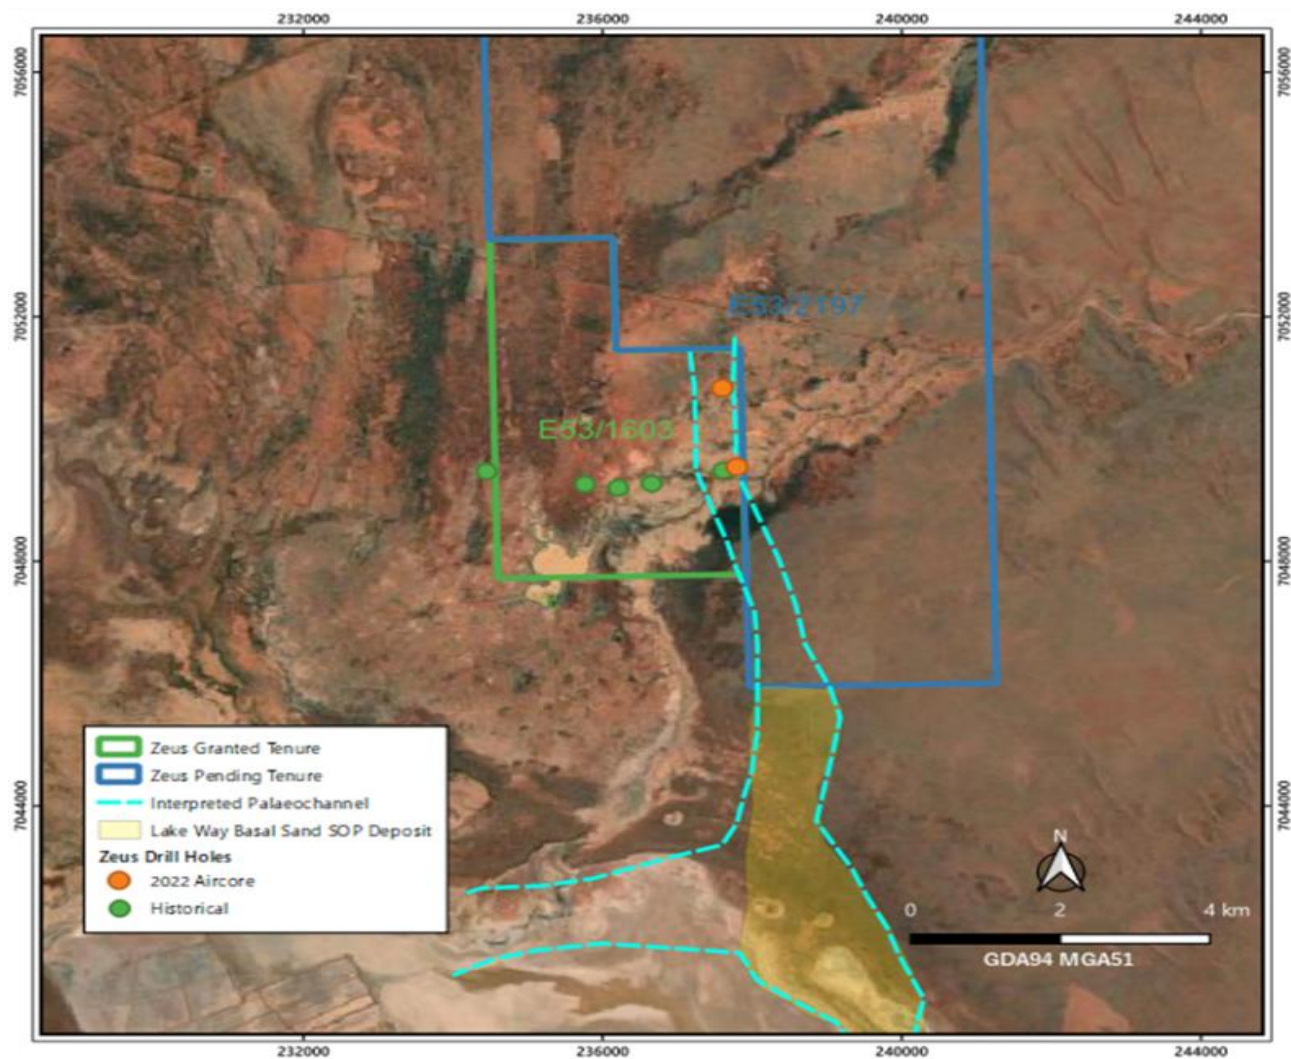 232000 236000 240000 244000
7056000 7056000
7052000 7052000
E53/2197
E53/1603
7048000 7048000
Zeus Granted Tenure
Zeus Pending Tenure
Interpreted Palaeochannel
Lake Way Basal Sand SOP Deposit
Zeus Drill Holes
2022 Aircore
Historical
7044000 7044000
N
0 2 4 km
GDA94 MGA51
232000 236000 240000 244000